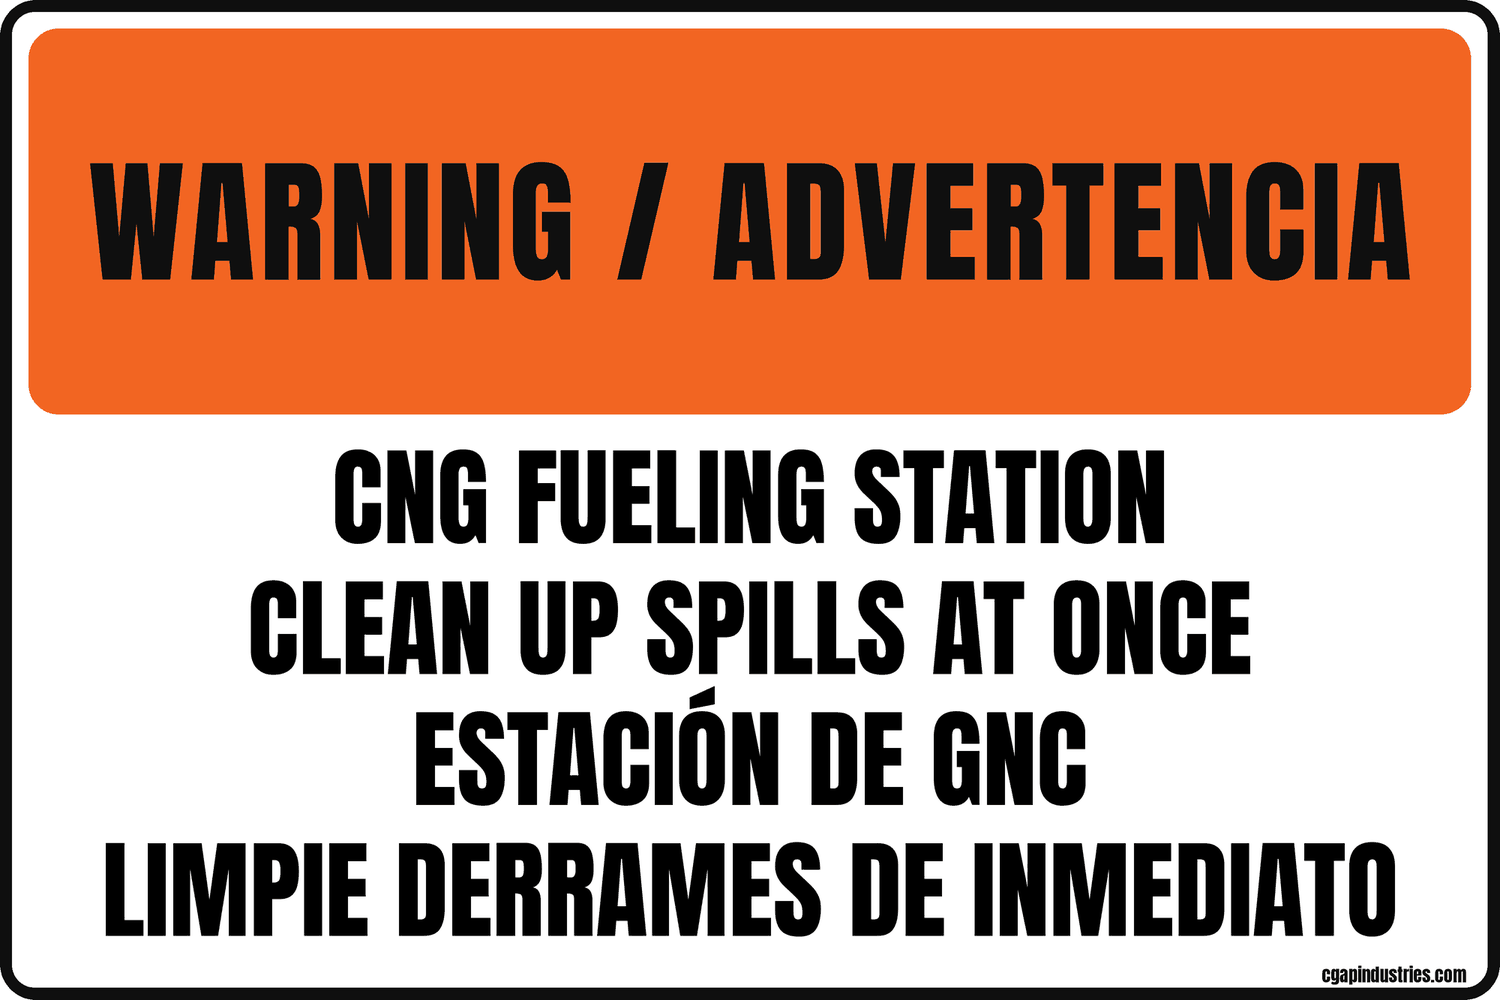 WARNING / ADVERTENCIA
CNG FUELING STATION
CLEAN UP SPILLS AT ONCE
ESTACIÓN DE GNC
LIMPIE DERRAMES DE INMEDIATO
cgapindustries.com